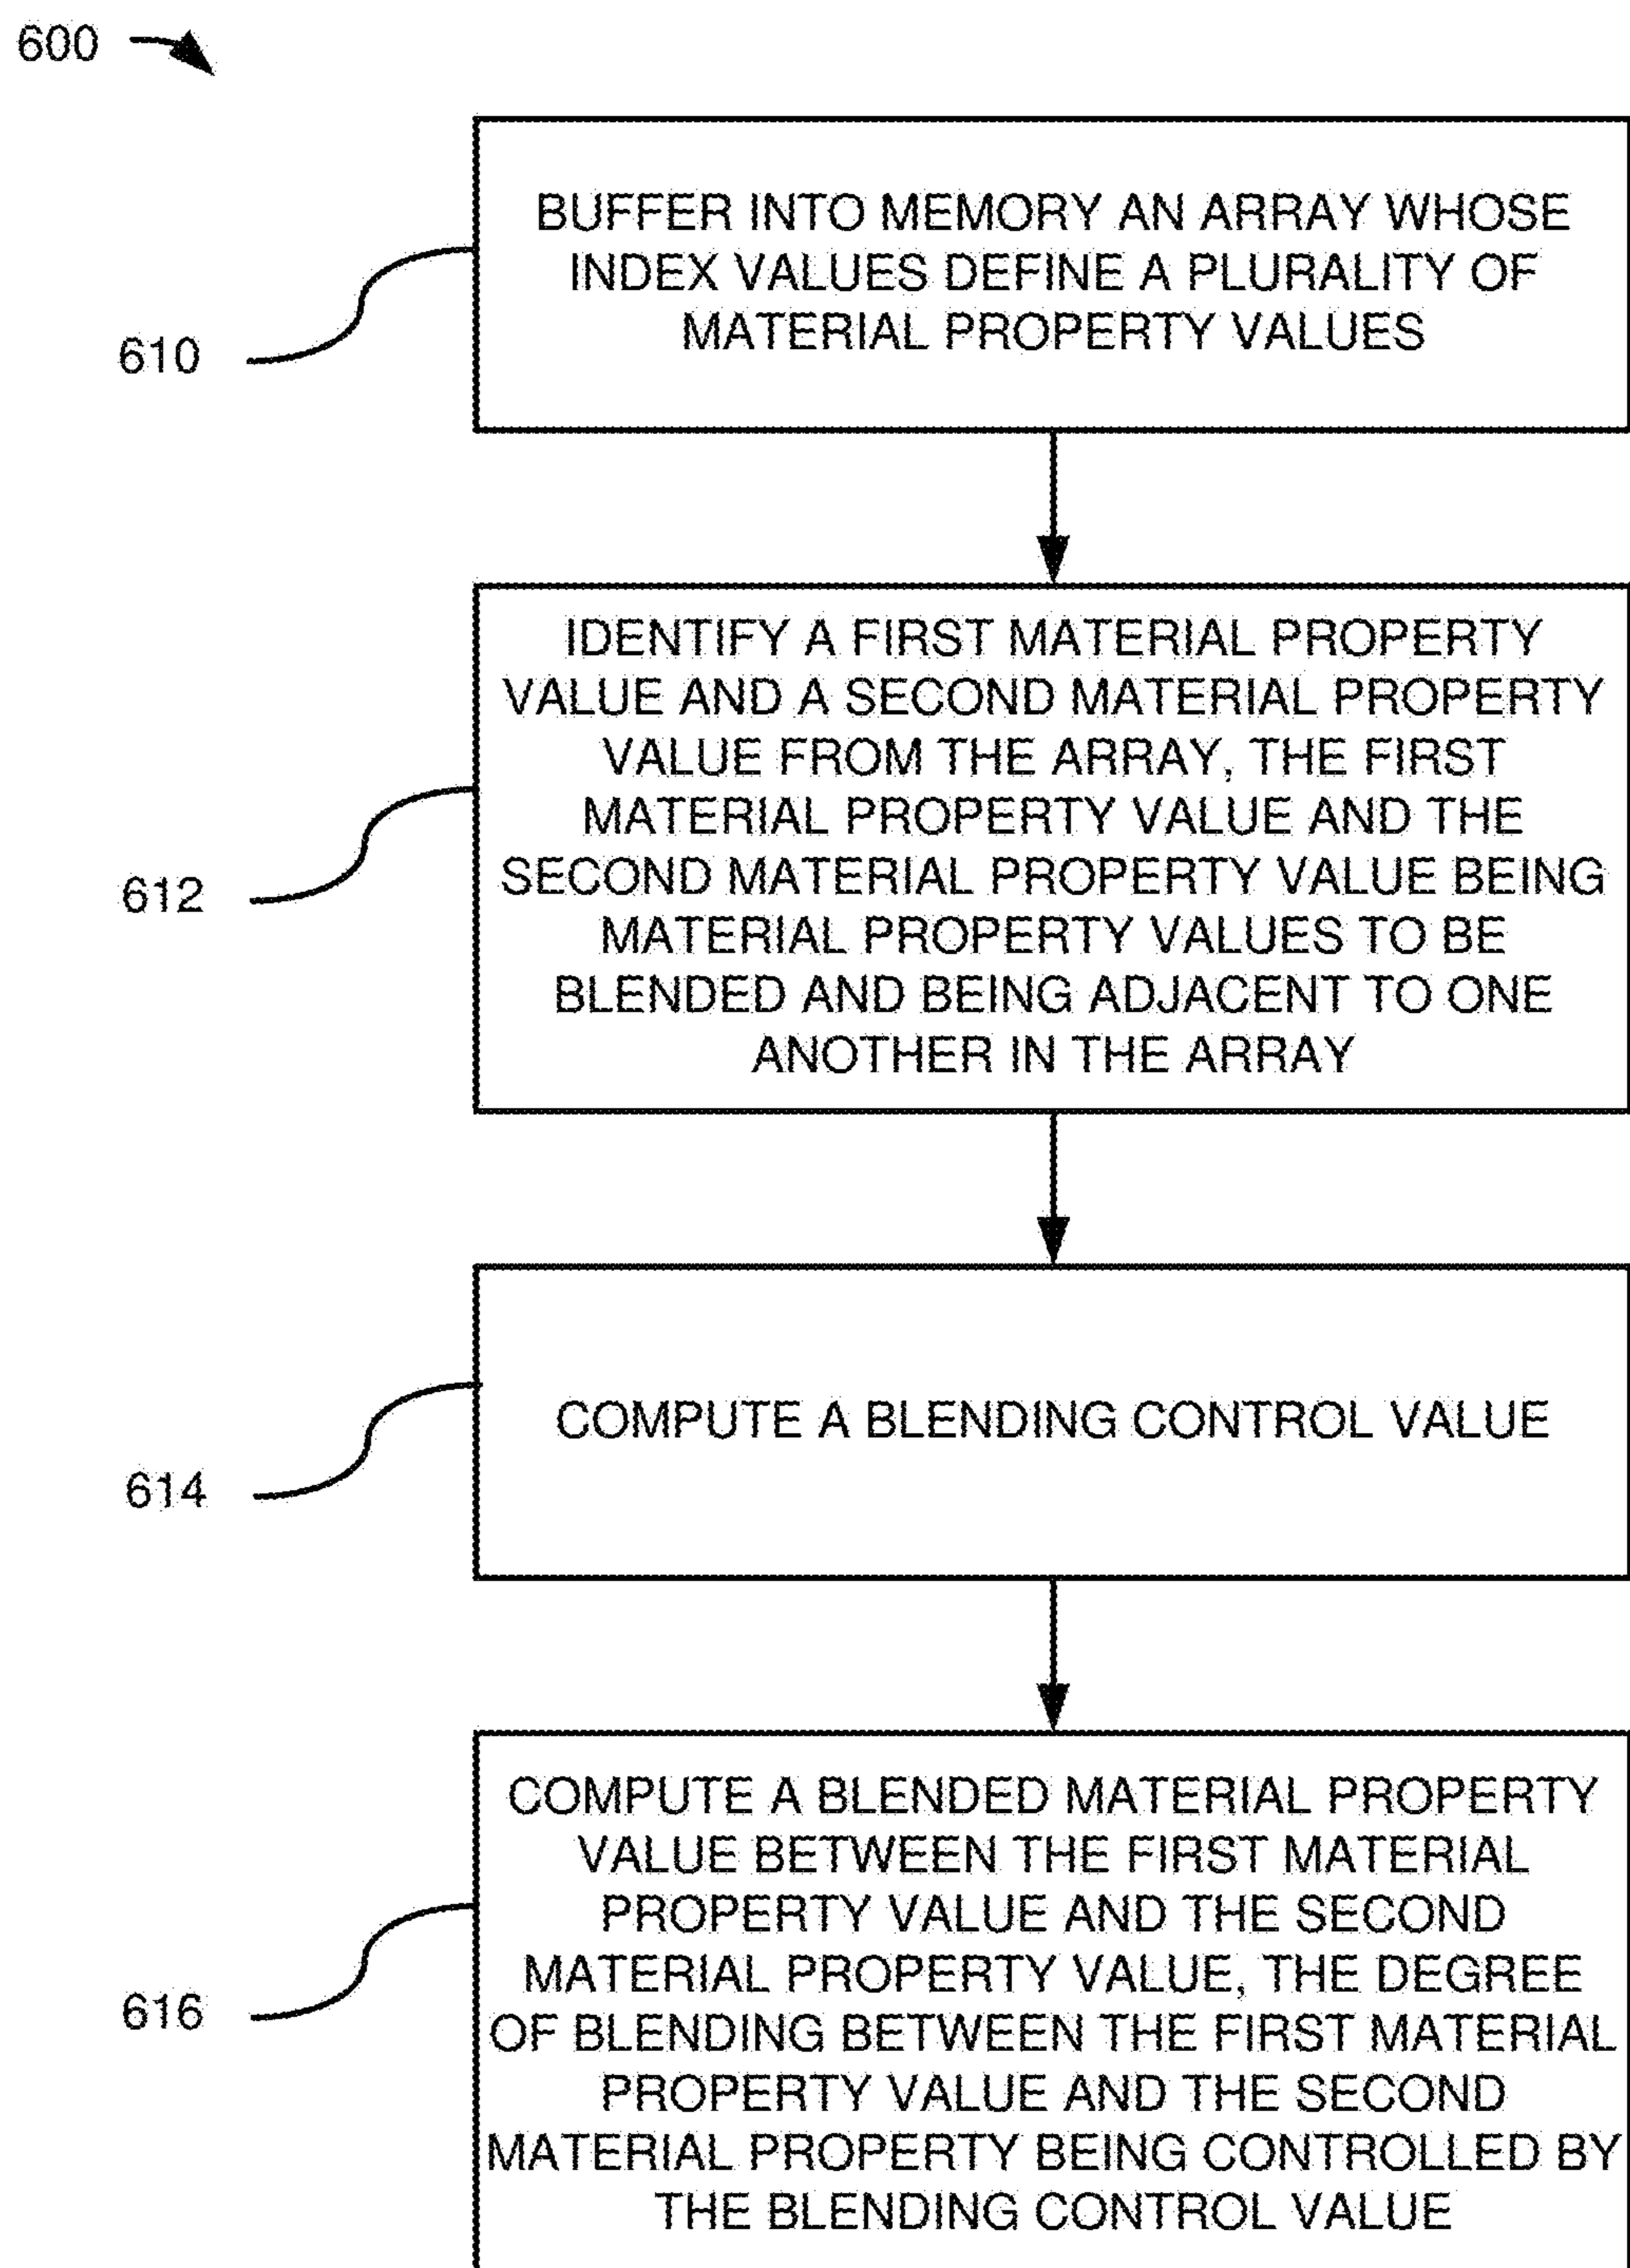 600
BUFFER INTO MEMORY AN ARRAY WHOSE
INDEX VALUES DEFINE A PLURALITY OF
MATERIAL PROPERTY VALUES
610
IDENTIFY A FIRST MATERIAL PROPERTY
VALUE AND A SECOND MATERIAL PROPERTY
VALUE FROM THE ARRAY, THE FIRST
MATERIAL PROPERTY VALUE AND THE
SECOND MATERIAL PROPERTY VALUE BEING
MATERIAL PROPERTY VALUES TO BE
BLENDED AND BEING ADJACENT TO ONE
ANOTHER IN THE ARRAY
612
COMPUTE A BLENDING CONTROL VALUE
614
COMPUTE A BLENDED MATERIAL PROPERTY
VALUE BETWEEN THE FIRST MATERIAL
PROPERTY VALUE AND THE SECOND
MATERIAL PROPERTY VALUE, THE DEGREE
OF BLENDING BETWEEN THE FIRST MATERIAL
PROPERTY VALUE AND THE SECOND
MATERIAL PROPERTY BEING CONTROLLED BY
THE BLENDING CONTROL VALUE
616